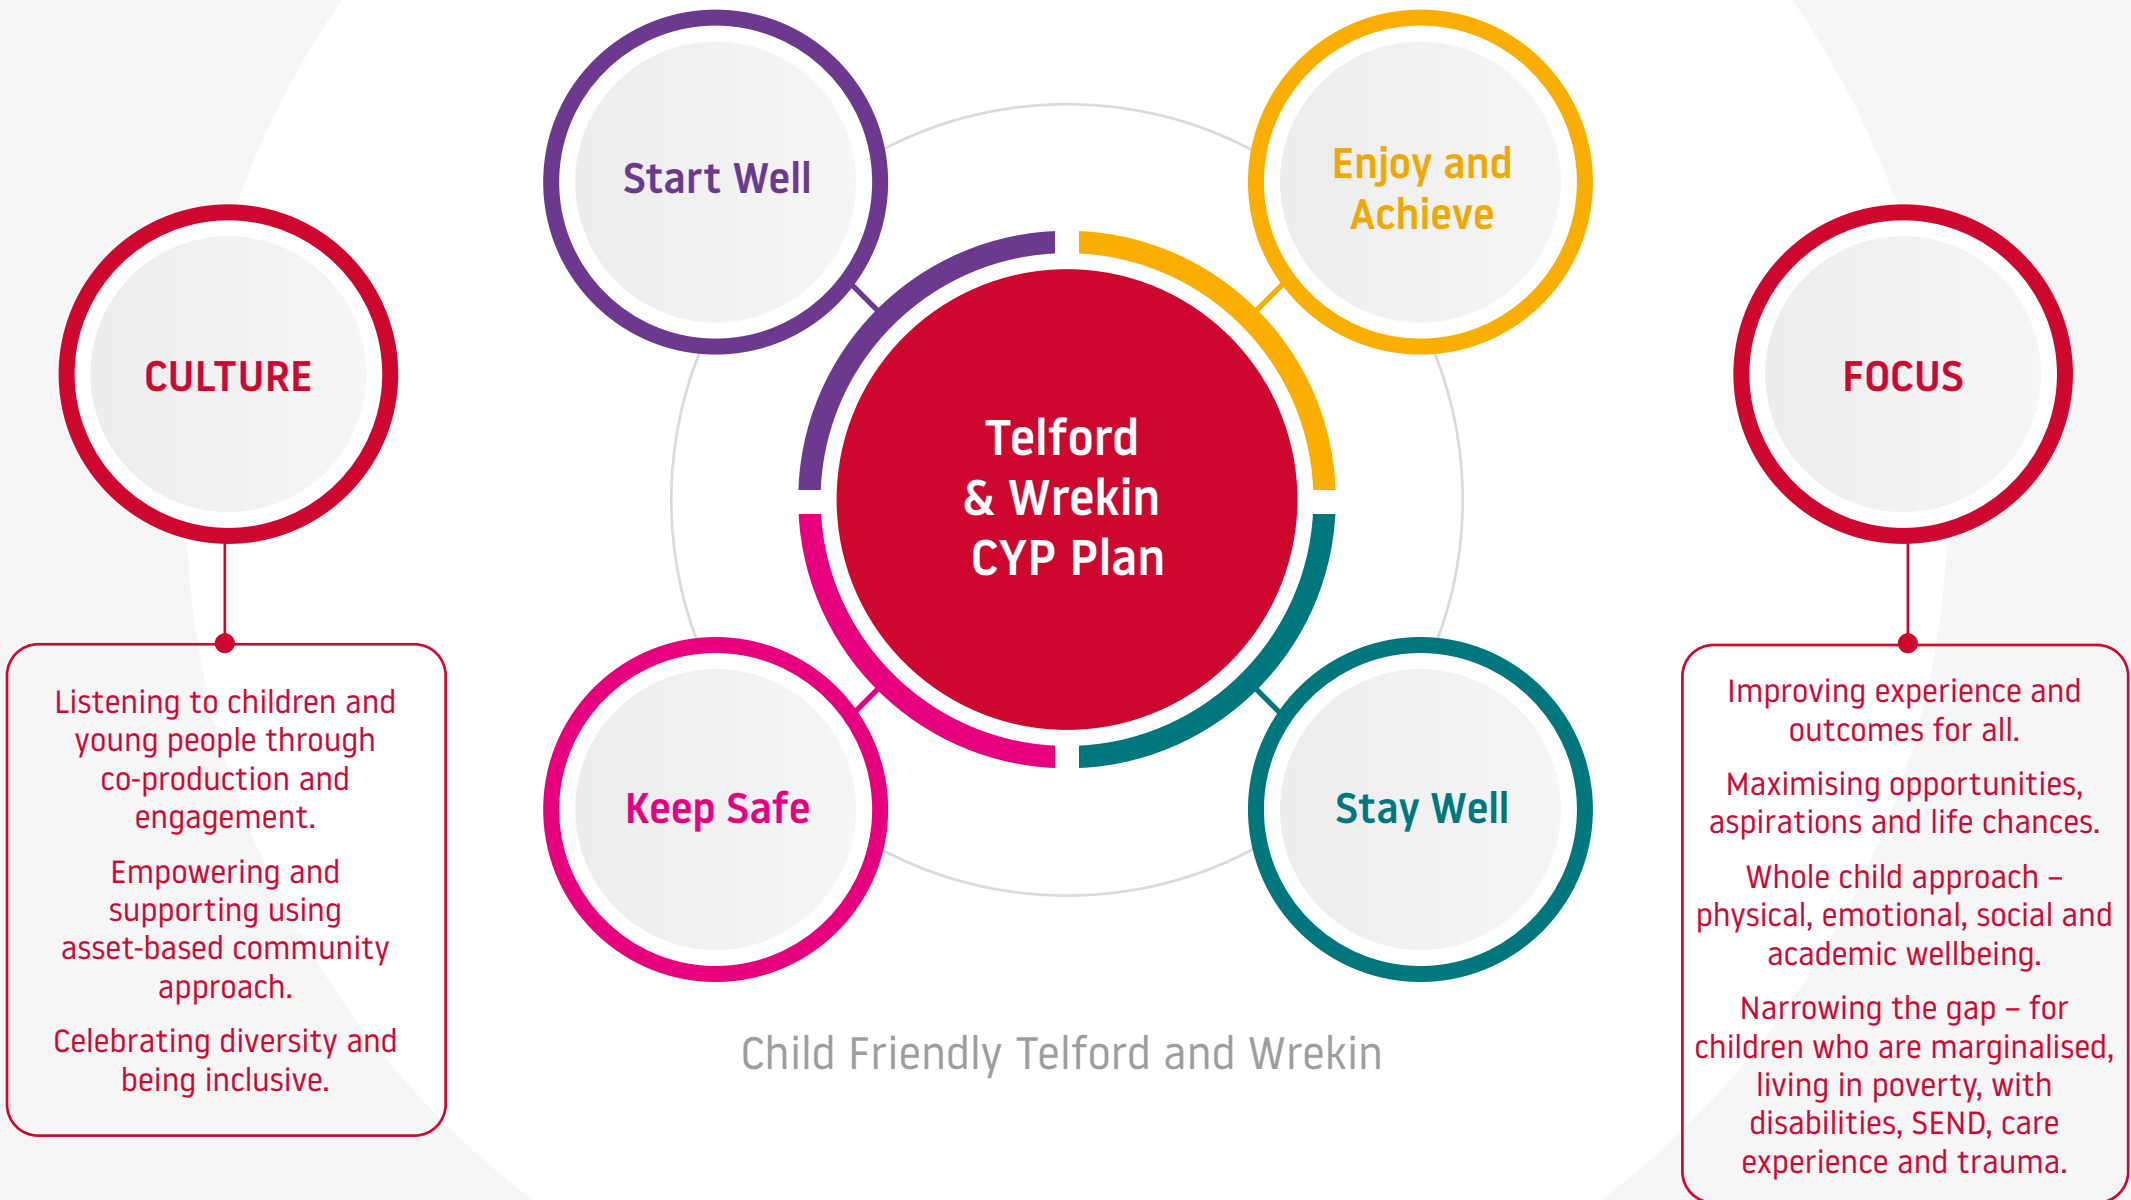 Start Well
Enjoy and
Achieve
CULTURE
FOCUS
Telford
& Wrekin
CYP Plan
Keep Safe
Stay Well
Listening to children and
young people through
co-production and
engagement.
Empowering and
supporting using
asset-based community
approach.
Celebrating diversity and
being inclusive.
Improving experience and
outcomes for all.
Maximising opportunities,
aspirations and life chances.
Whole child approach –
physical, emotional, social and
academic wellbeing.
Narrowing the gap – for
children who are marginalised,
living in poverty, with
disabilities, SEND, care
experience and trauma.
Child Friendly Telford and Wrekin